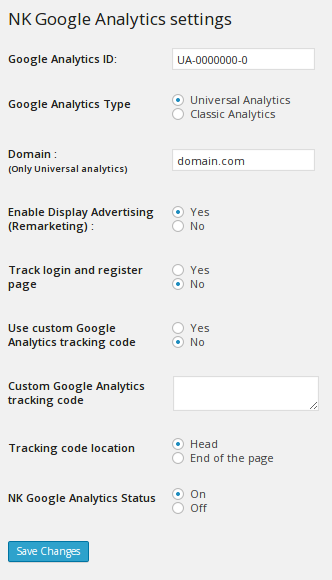 NK Google Analytics settings
Google Analytics ID:
UA-0000000-0
Google Analytics Type
Universal Analytics
Classic Analytics
Domain :
(Only Universal analytics)
domain.com
Enable Display Advertising
(Remarketing) :
Yes
No
Track login and register
page
Yes
No
Use custom Google
Analytics tracking code
Yes
No
Custom Google Analytics
tracking code
Tracking code location
Head
End of the page
NK Google Analytics Status
On
Off
Save Changes